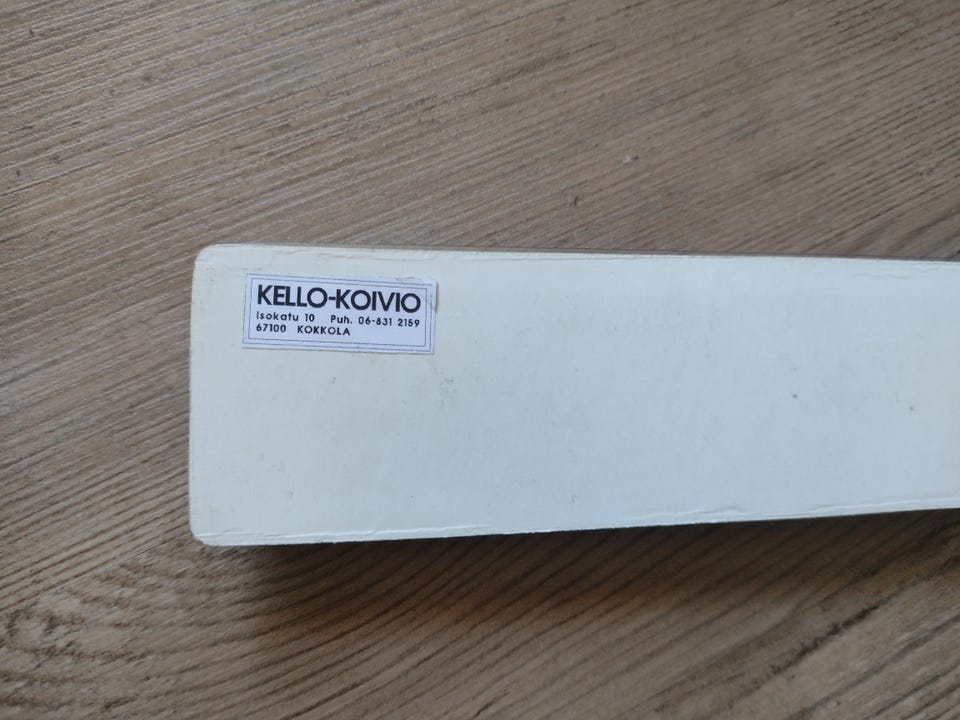 KELLO-KOIVIO
Isokatu 10 Puh. 06-831 2159
67100 KOKKOLA